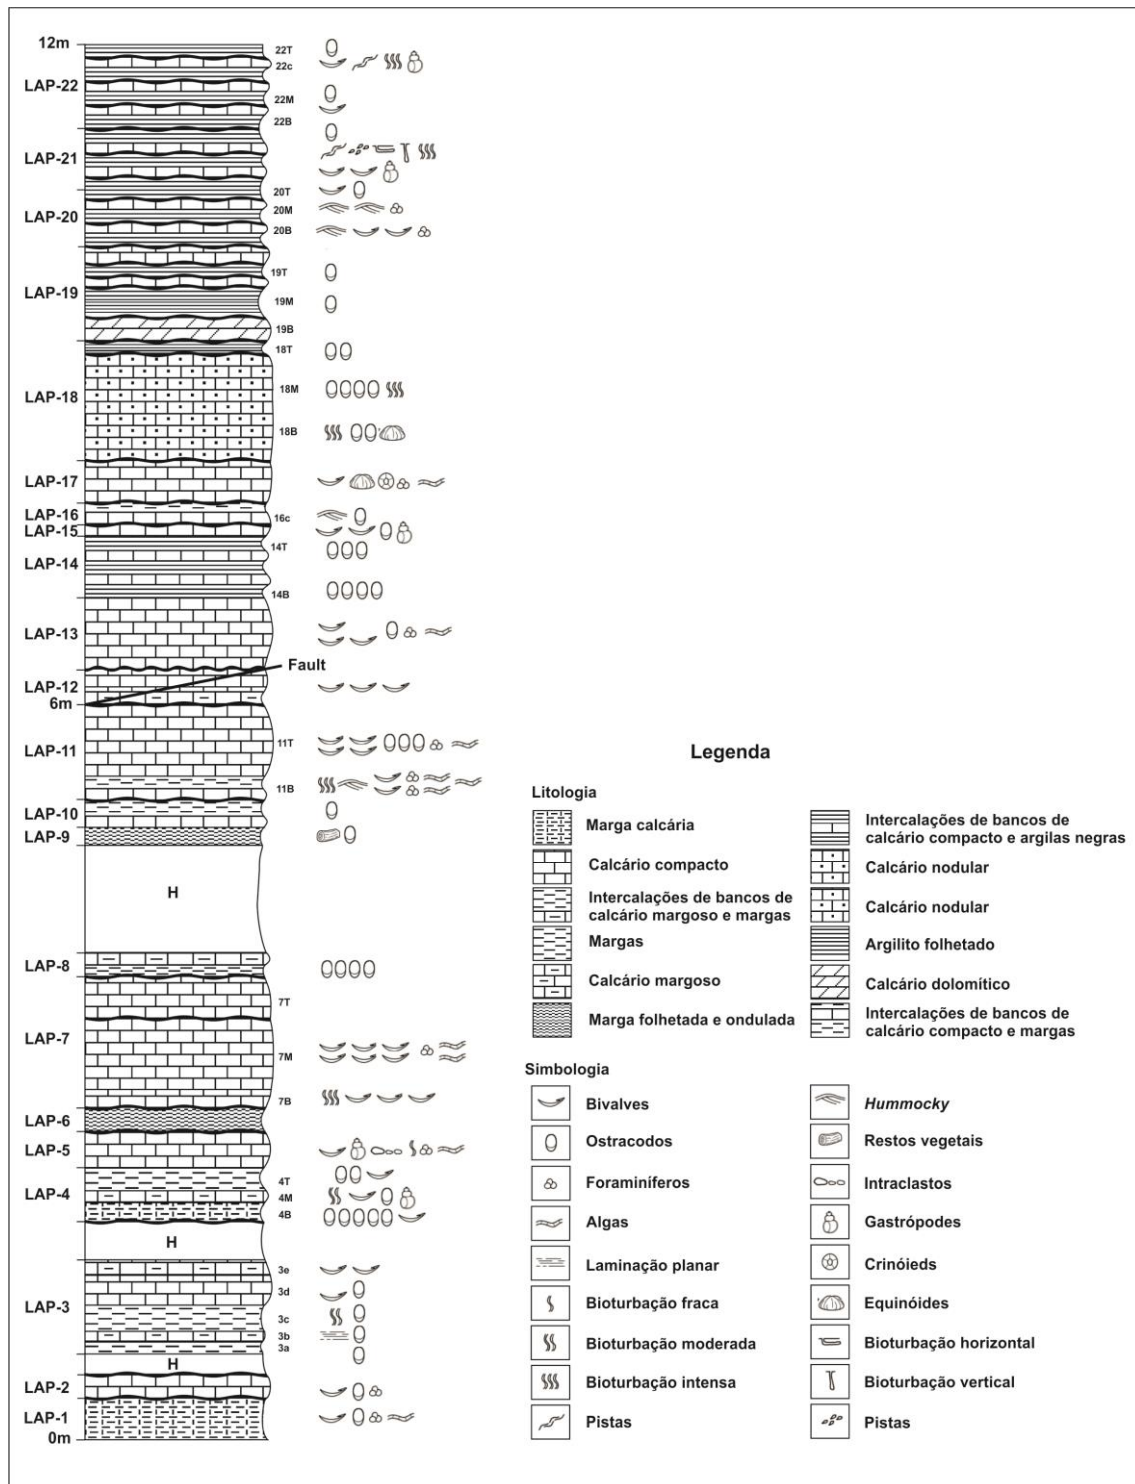 12m
22T
22c
LAP-22
22M
22B
LAP-21
20T
20M
LAP-20
20B
19T
LAP-19
19M
19B
18T
18M
LAP-18
18B
LAP-17
LAP-16
16c
LAP-15
14T
LAP-14
14B
LAP-13
Fault
LAP-12
6m
11T
LAP-11
11B
LAP-10
LAP-9
H
LAP-8
7T
LAP-7
7M
7B
LAP-6
LAP-5
4T
LAP-4
4M
4B
H
3e
3d
LAP-3
3c
3b
3a
H
LAP-2
LAP-1
0m
Legenda
Litologia
Marga calcária
Calcário compacto
Intercalações de bancos de
calcário margoso e margas
Margas
Calcário margoso
Marga folhetada e ondulada
Intercalações de bancos de
calcário compacto e argilas negras
Calcário nodular
Calcário nodular
Argilito folhetado
Calcário dolomítico
Intercalações de bancos de
calcário compacto e margas
Simbologia
Bivalves
Ostracodos
Foraminíferos
Algas
Laminação planar
Bioturbação fraca
Bioturbação moderada
Bioturbação intensa
Pistas
Hummocky
Restos vegetais
Intraclastos
Gastrópodes
Crinóieds
Equinóides
Bioturbação horizontal
Bioturbação vertical
Pistas